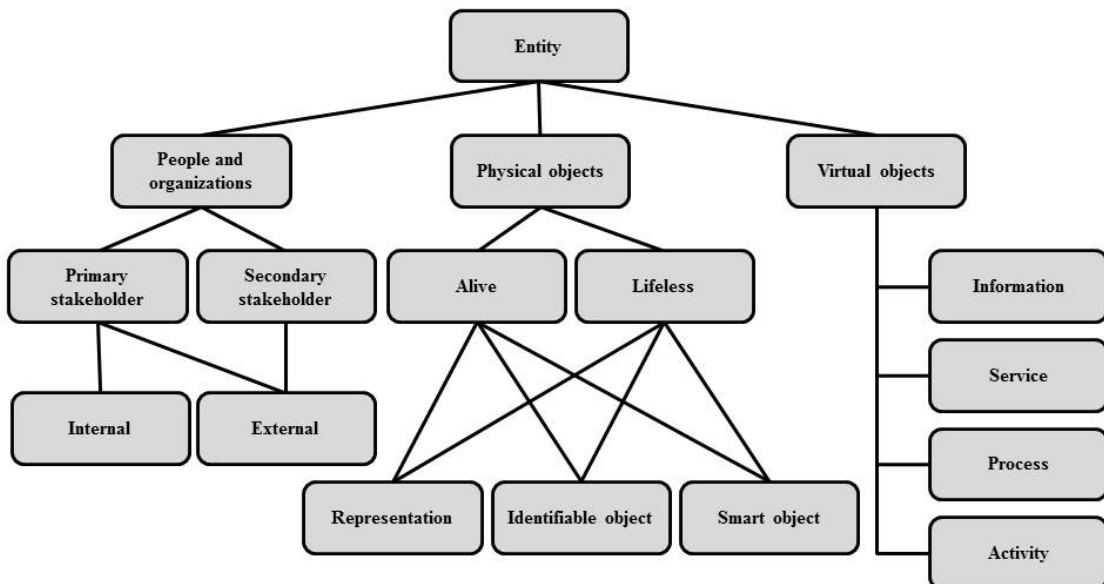 Entity
People and
organizations
Physical objects
Virtual objects
Primary
stakeholder
Secondary
stakeholder
Alive
Lifeless
Information
Service
Internal
External
Process
Representation
Identifiable object
Smart object
Activity